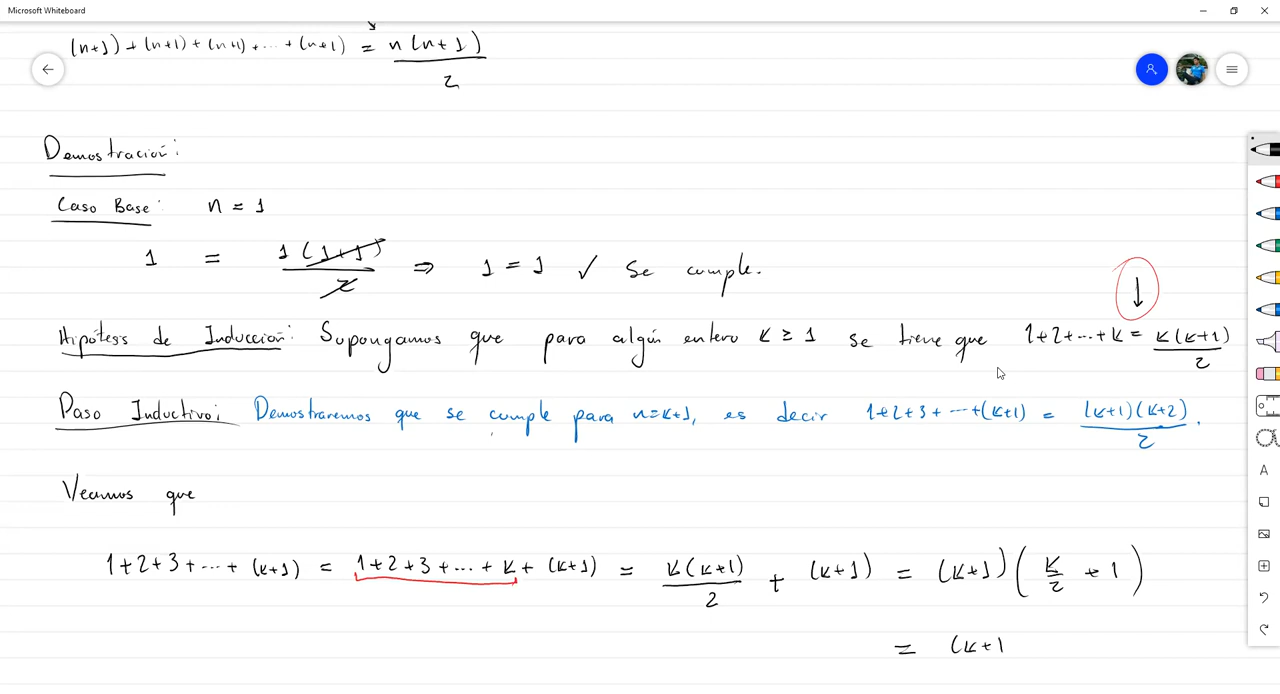 Microsoft Whiteboard
(n+1) + (n+1) + (n+1) + ... + (n+1) = n(n+1)/2
Demostración:
Caso Base: n = 1
1 = 1(1+1)/2 ⇒ 1 = 1 ✓ Se cumple.
Hipótesis de Inducción: Supongamos que para algún entero k ≥ 1 se tiene que 1+2+...+k = k(k+1)/2
Paso Inductivo: Demostraremos que se cumple para n=k+1, es decir 1+2+3+...+(k+1) = (k+1)(k+2)/2.
Veamos que
1+2+3+...+(k+1) = 1+2+3+...+k+(k+1) = k(k+1)/2 + (k+1) = (k+1)(k/2 + 1)
= (k+1
A